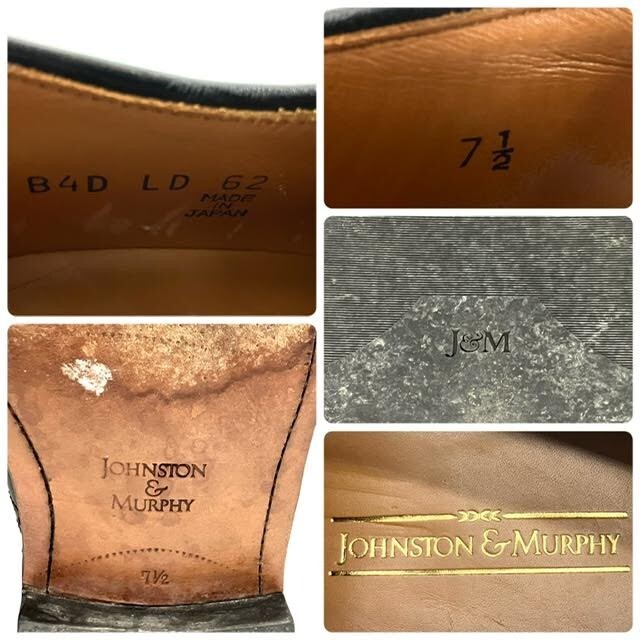 B4D LD 62
MADE
IN
JAPAN
7 ½
J&M
JOHNSTON
&
MURPHY
7½
JOHNSTON & MURPHY